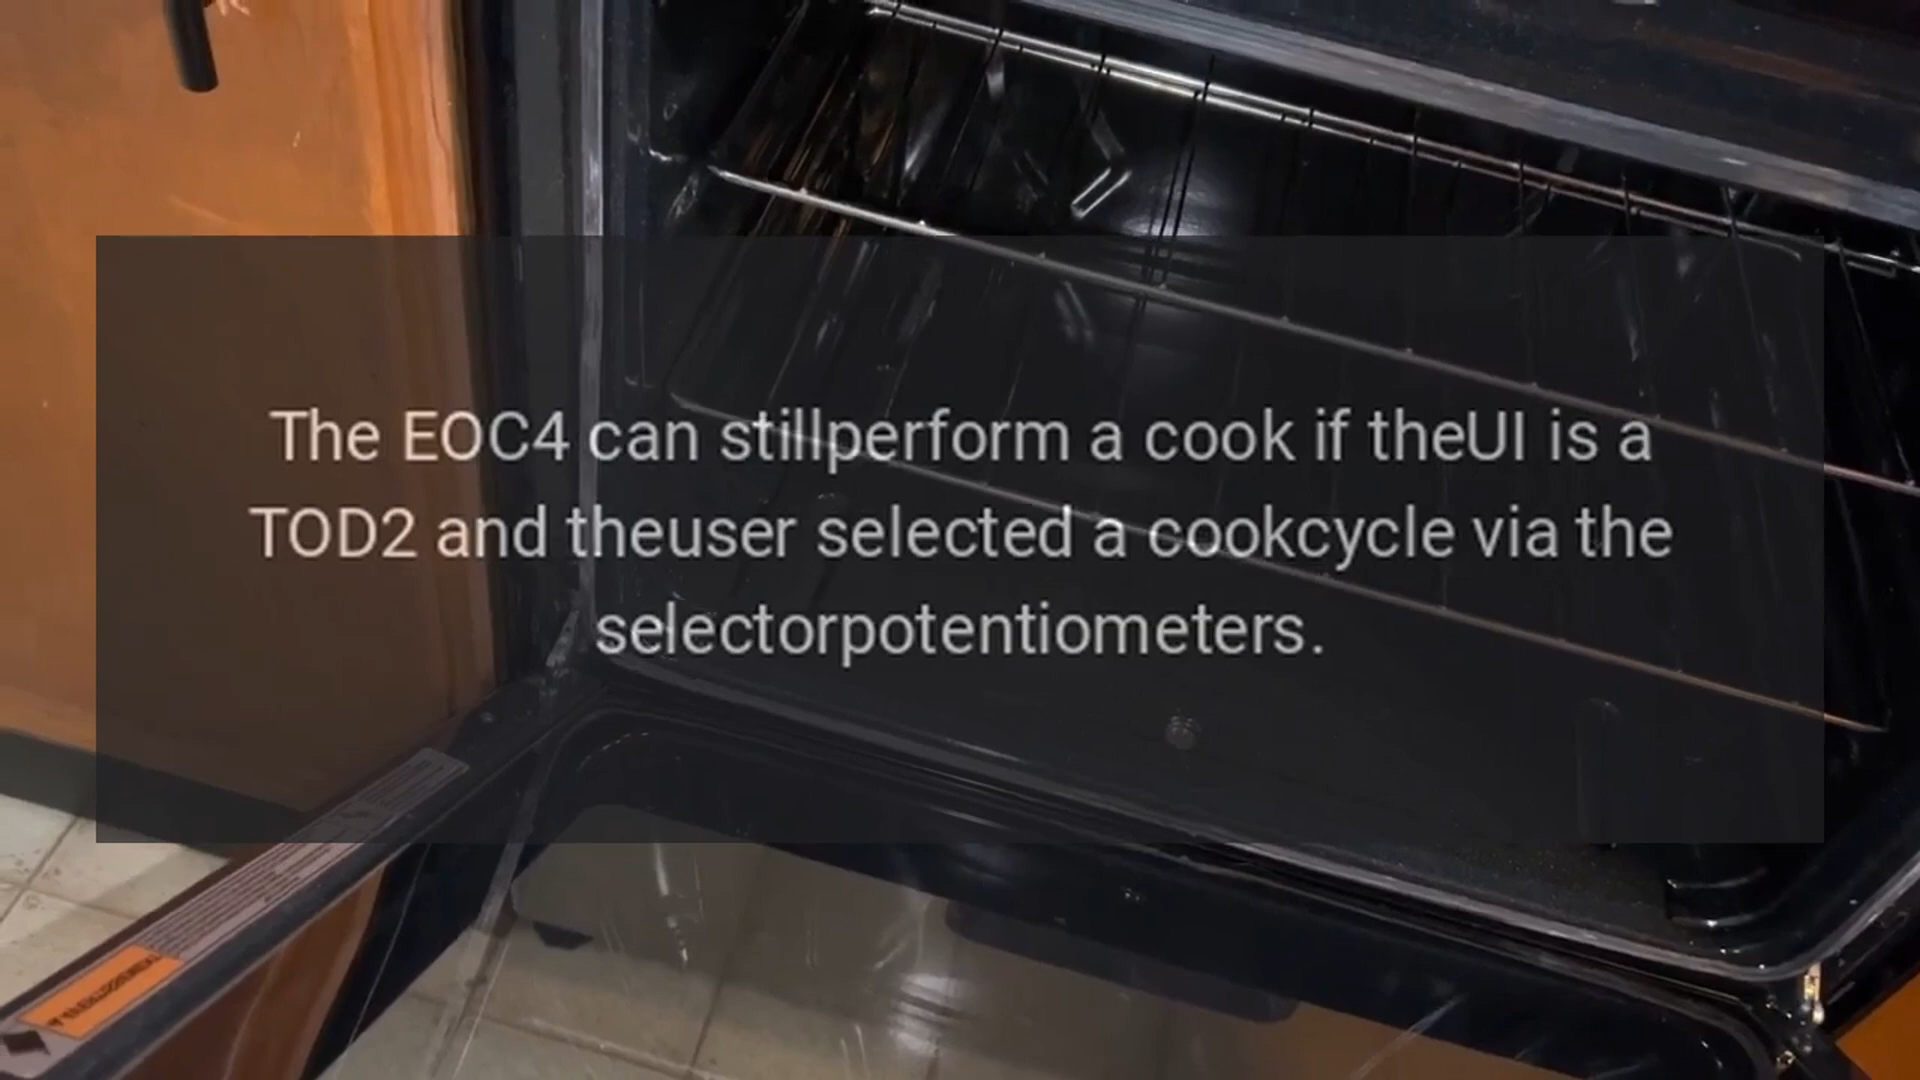 The EOC4 can stillperform a cook if theUI is a
TOD2 and theuser selected a cookcycle via the
selectorpotentiometers.